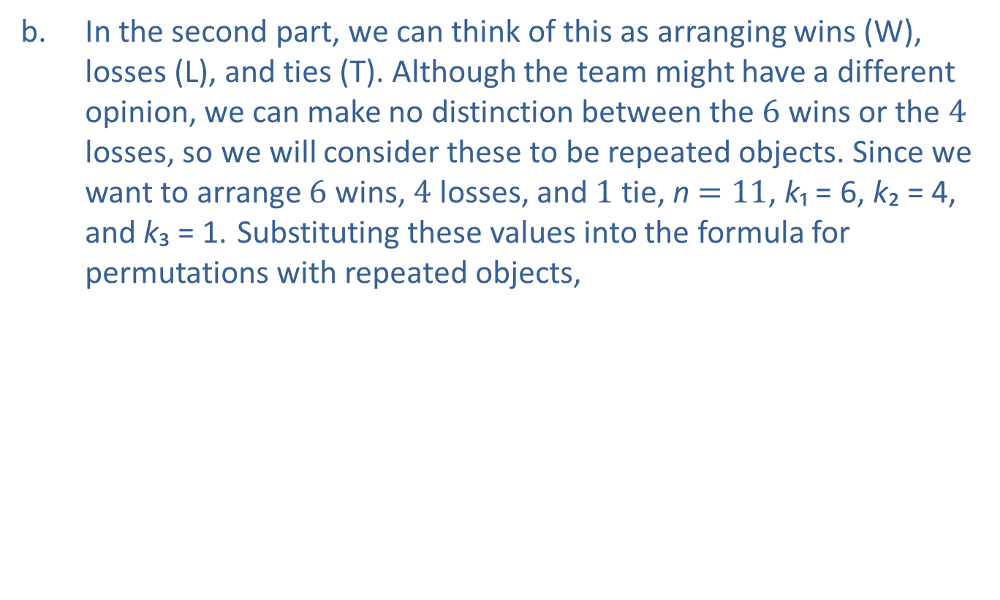 b. In the second part, we can think of this as arranging wins (W),
losses (L), and ties (T). Although the team might have a different
opinion, we can make no distinction between the 6 wins or the 4
losses, so we will consider these to be repeated objects. Since we
want to arrange 6 wins, 4 losses, and 1 tie, n = 11, k₁ = 6, k₂ = 4,
and k₃ = 1. Substituting these values into the formula for
permutations with repeated objects,